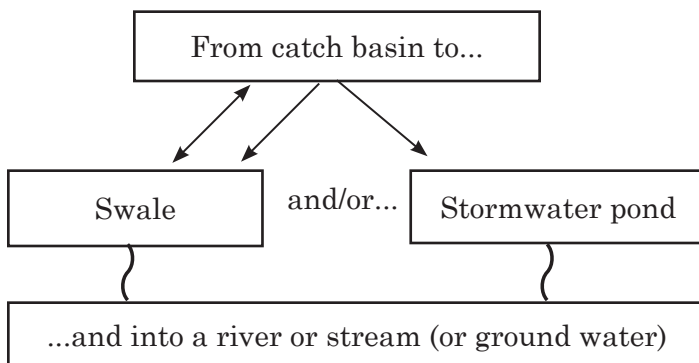 From catch basin to...
Swale
and/or...
Stormwater pond
...and into a river or stream (or ground water)